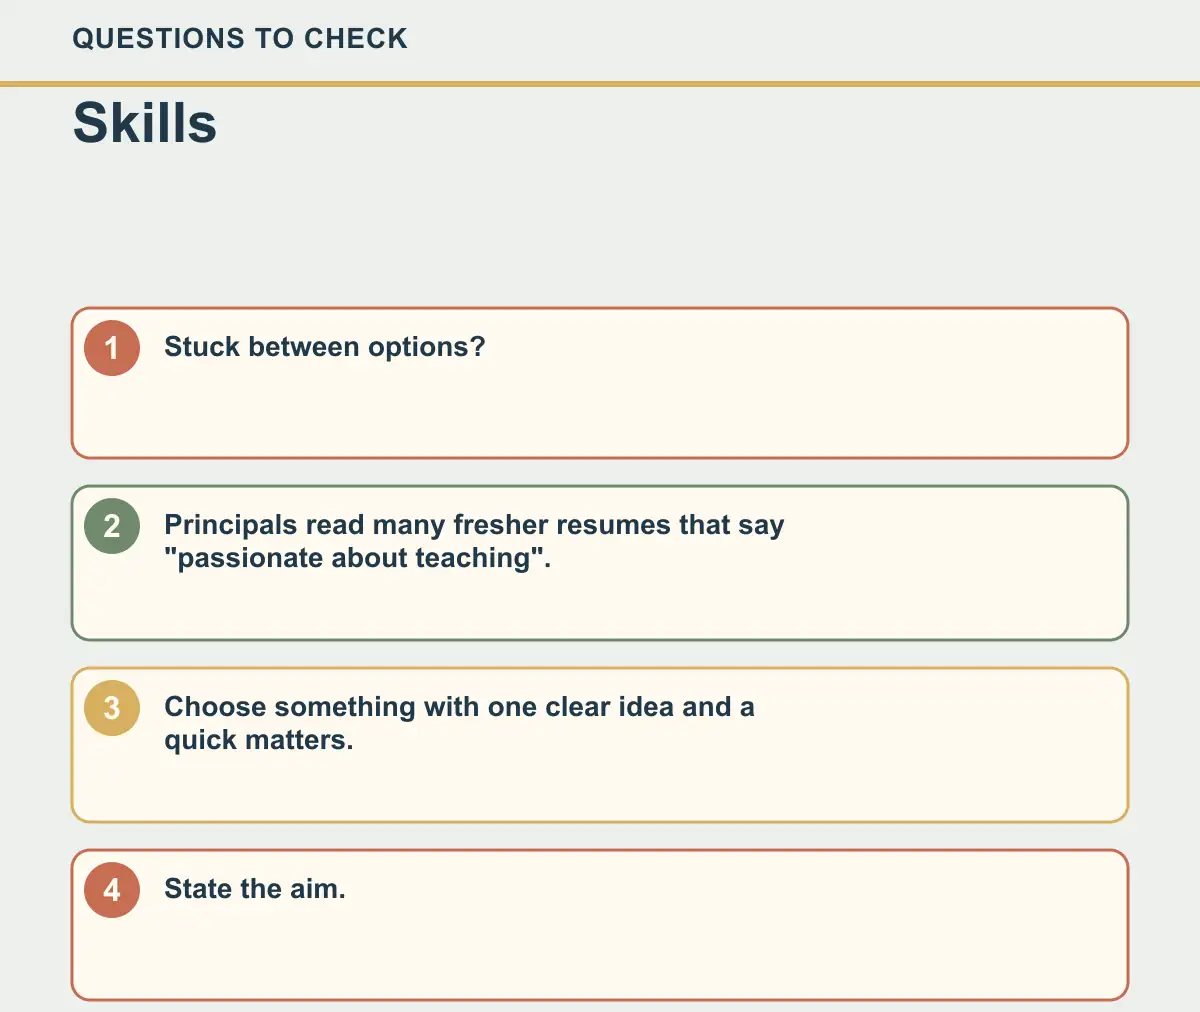 QUESTIONS TO CHECK
Skills
1
Stuck between options?
2
Principals read many fresher resumes that say
"passionate about teaching".
3
Choose something with one clear idea and a
quick matters.
4
State the aim.